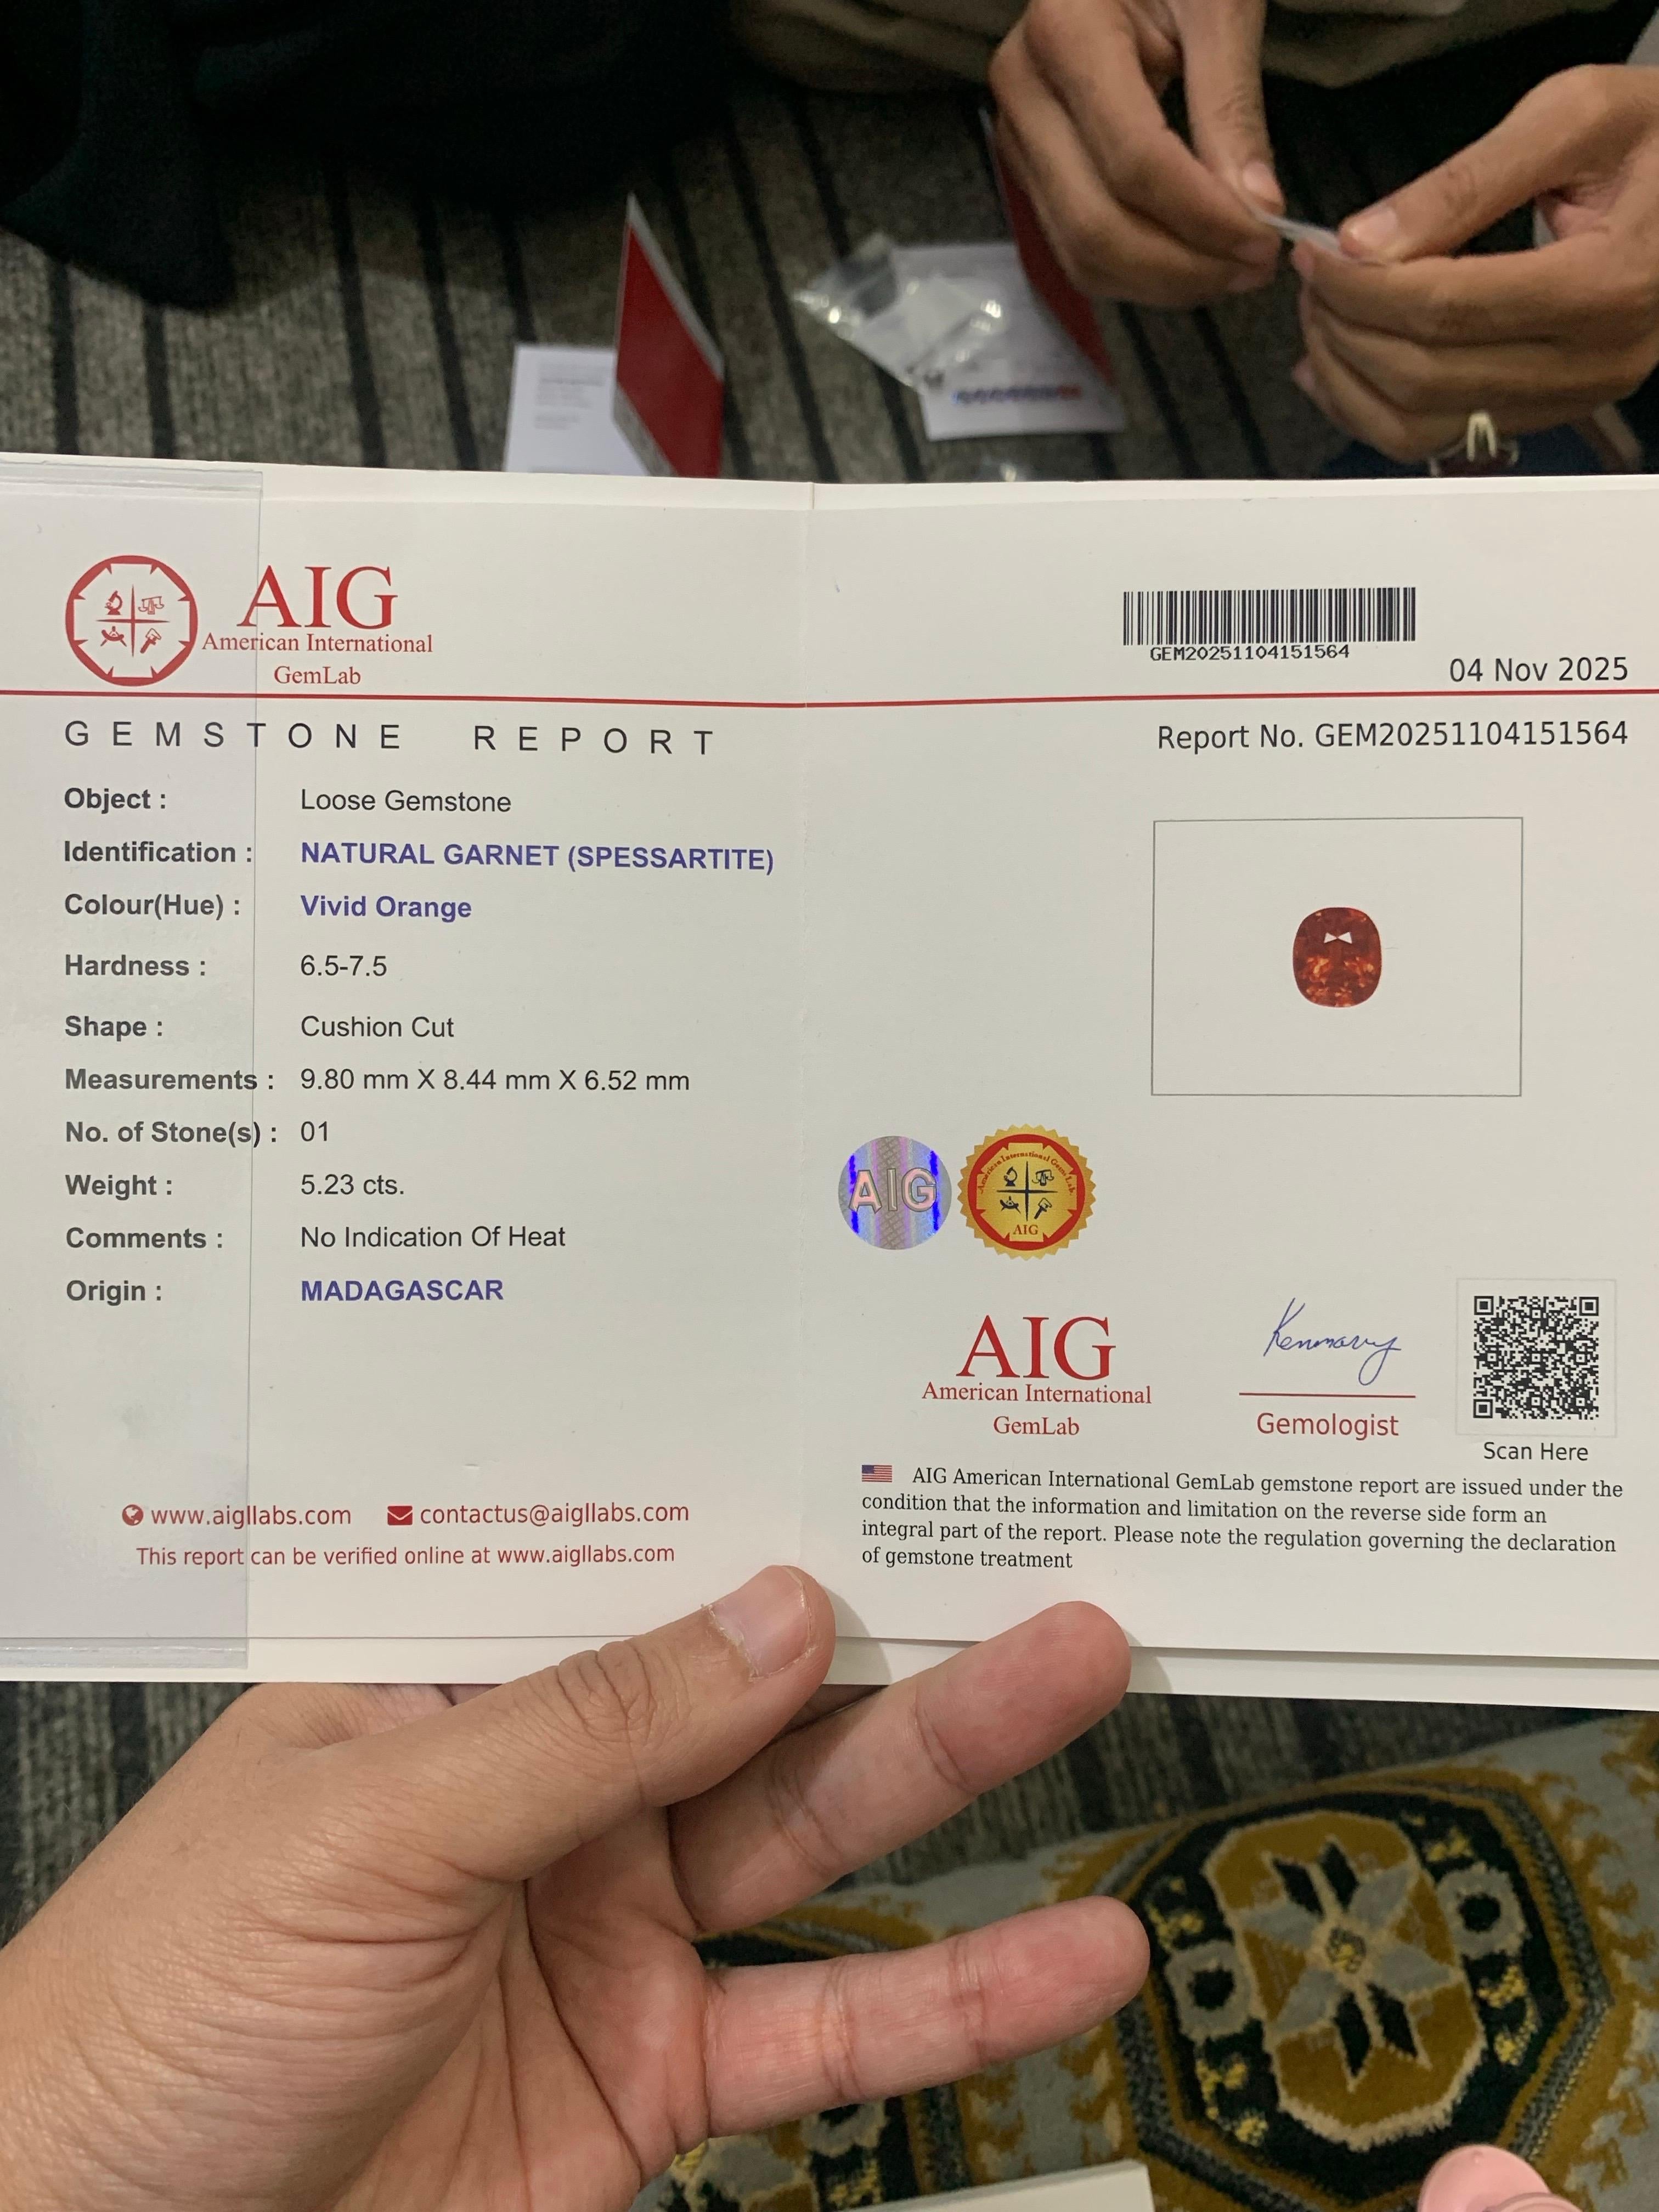 AIG
American International
GemLab
GEM20251104151564
04 Nov 2025
GEMSTONE REPORT
Report No. GEM20251104151564
Object : Loose Gemstone
Identification : NATURAL GARNET (SPESSARTITE)
Colour(Hue) : Vivid Orange
Hardness : 6.5-7.5
Shape : Cushion Cut
Measurements : 9.80 mm X 8.44 mm X 6.52 mm
No. of Stone(s) : 01
Weight : 5.23 cts.
Comments : No Indication Of Heat
Origin : MADAGASCAR
www.aigllabs.com contactus@aigllabs.com
This report can be verified online at www.aigllabs.com
AIG
American International GemLab
AIG
AIG
American International
GemLab
Kenmavy
Gemologist
Scan Here
AIG American International GemLab gemstone report are issued under the
condition that the information and limitation on the reverse side form an
integral part of the report. Please note the regulation governing the declaration
of gemstone treatment